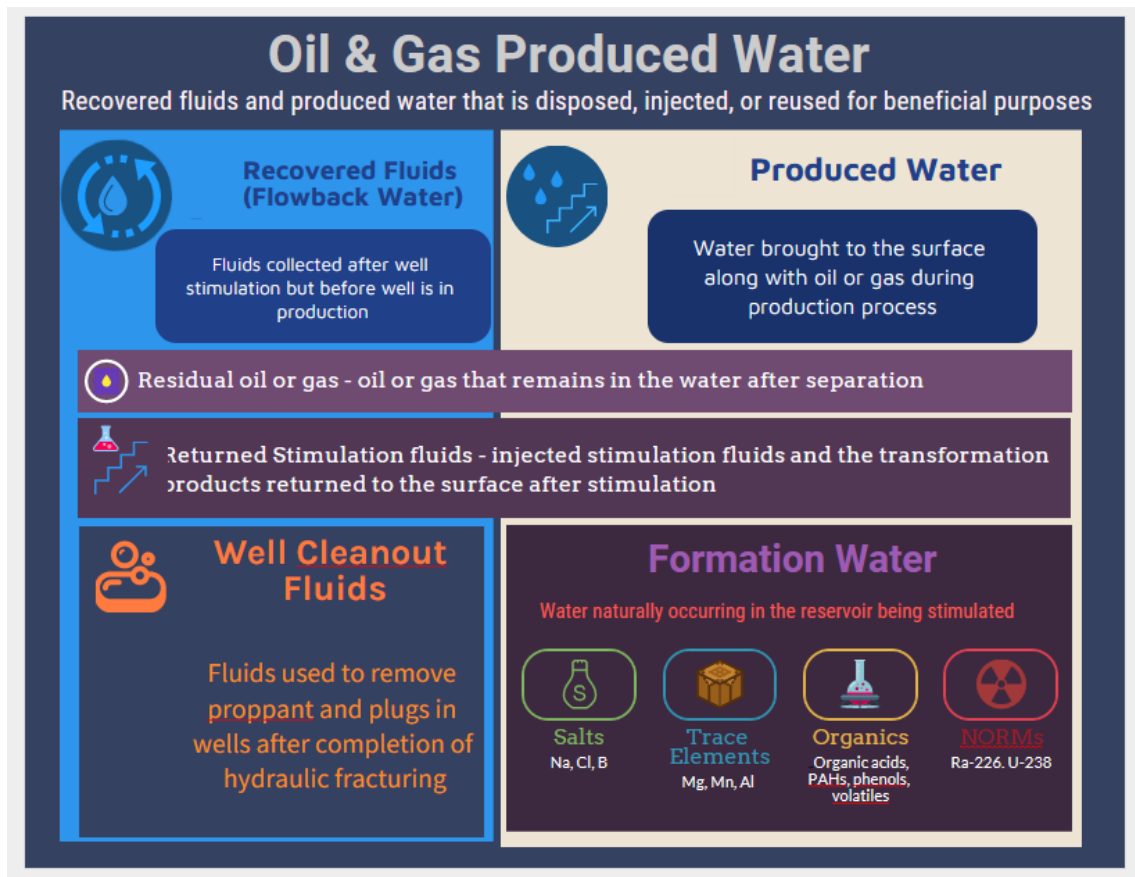 Oil & Gas Produced Water
Recovered fluids and produced water that is disposed, injected, or reused for beneficial purposes
Recovered Fluids
(Flowback Water)
Fluids collected after well
stimulation but before well is in
production
Produced Water
Water brought to the surface
along with oil or gas during
production process
Residual oil or gas - oil or gas that remains in the water after separation
Returned Stimulation fluids - injected stimulation fluids and the transformation
products returned to the surface after stimulation
Well Cleanout
Fluids
Fluids used to remove
proppant and plugs in
wells after completion of
hydraulic fracturing
Formation Water
Water naturally occurring in the reservoir being stimulated
S
Salts
Na, Cl, B
Trace
Elements
Mg, Mn, Al
Organics
Organic acids,
PAHs, phenols,
volatiles
NORMs
Ra-226. U-238